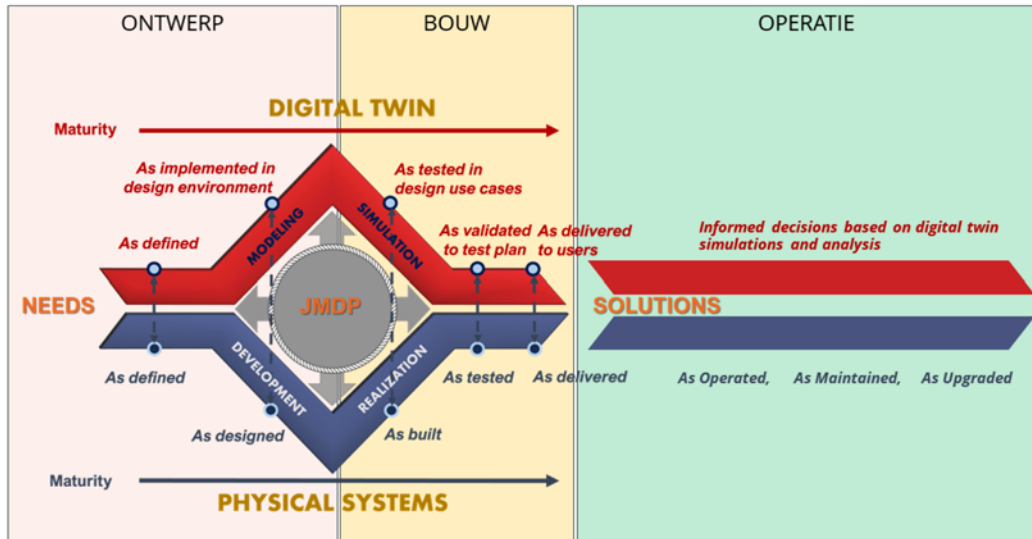 ONTWERP
BOUW
OPERATIE
DIGITAL TWIN
Maturity
As implemented in
design environment
As tested in
design use cases
MODELING
SIMULATION
As defined
As validated
to test plan
As delivered
to users
Informed decisions based on digital twin
simulations and analysis
NEEDS
JMDP
SOLUTIONS
DEVELOPMENT
REALIZATION
As defined
As tested
As delivered
As Operated, As Maintained, As Upgraded
As designed
As built
Maturity
PHYSICAL SYSTEMS